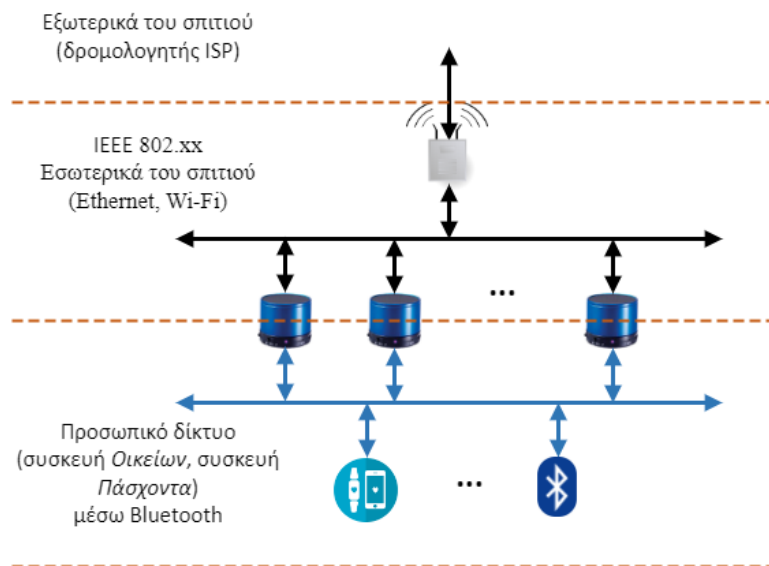 Εξωτερικά του σπιτιού
(δρομολογητής ISP)
IEEE 802.xx
Εσωτερικά του σπιτιού
(Ethernet, Wi-Fi)
...
Προσωπικό δίκτυο
(συσκευή Οικείων, συσκευή
Πάσχοντα)
μέσω Bluetooth
...